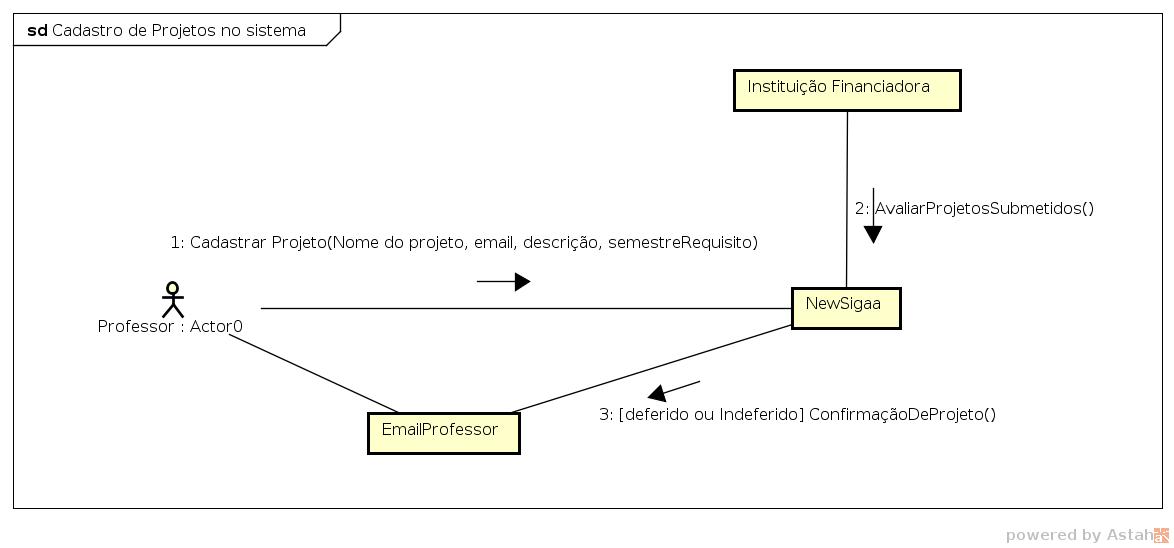 sd Cadastro de Projetos no sistema
Instituição Financiadora
2: AvaliarProjetosSubmetidos()
1: Cadastrar Projeto(Nome do projeto, email, descrição, semestreRequisito)
NewSigaa
Professor : Actor0
3: [deferido ou Indeferido] ConfirmaçãoDeProjeto()
EmailProfessor
powered by Astah